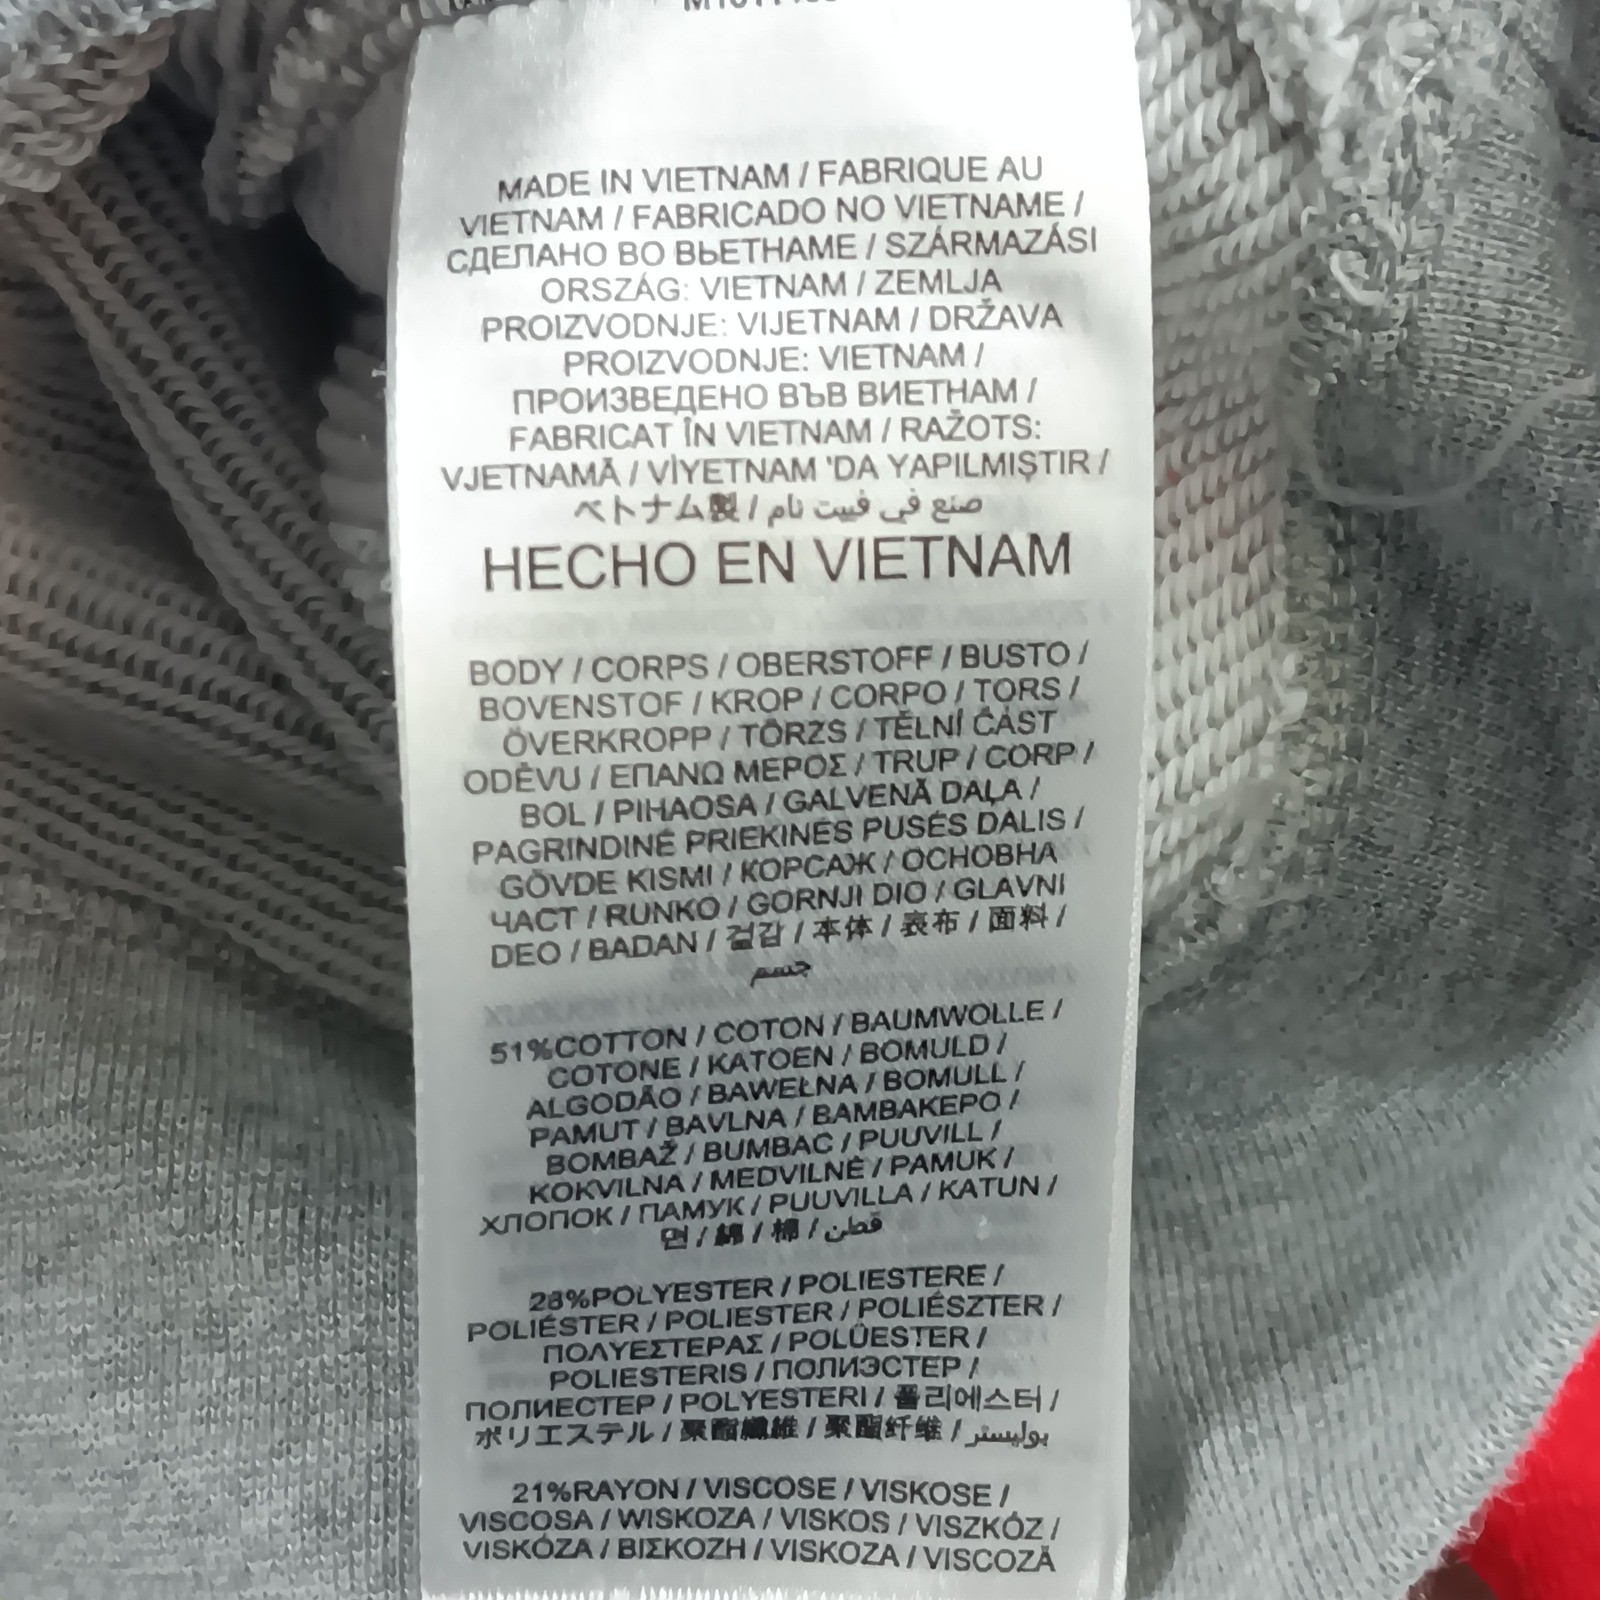 MADE IN VIETNAM / FABRIQUE AU
VIETNAM / FABRICADO NO VIETNAME /
СДЕЛАНО ВО ВЬЕТНАМЕ / SZÁRMAZÁSI
ORSZÁG: VIETNAM / ZEMLJA
PROIZVODNJE: VIJETNAM / DRŽAVA
PROIZVODNJE: VIETNAM /
ПРОИЗВЕДЕНО ВЪВ ВИЕТНАМ /
FABRICAT ÎN VIETNAM / RAŽOTS:
VJETNAMĀ / VİYETNAM 'DA YAPILMIŞTIR /
ベトナム製 / صنع في فييت نام
HECHO EN VIETNAM
BODY / CORPS / OBERSTOFF / BUSTO /
BOVENSTOF / KROP / CORPO / TORS /
ÖVERKROPP / TÖRZS / TĚLNÍ ČÁST
ODĚVU / ΕΠΑΝΩ ΜΕΡΟΣ / TRUP / CORP /
BOL / PIHAOSA / GALVENĀ DAĻA /
PAGRINDINĖ PRIEKINĖS PUSĖS DALIS /
GÖVDE KISMI / КОРСАЖ / ОСНОВНА
ЧАСТ / RUNKO / GORNJI DIO / GLAVNI
DEO / BADAN / 겉감 / 本体 / 表布 / 面料 /
جسم
51%COTTON / COTON / BAUMWOLLE /
COTONE / KATOEN / BOMULD /
ALGODÃO / BAWEŁNA / BOMULL /
PAMUT / BAVLNA / ΒΑΜΒΑΚΕΡΟ /
BOMBAŽ / BUMBAC / PUUVILL /
KOKVILNA / MEDVILNĖ / PAMUK /
ХЛОПОК / ПАМУК / PUUVILLA / KATUN /
면 / 綿 / 棉 / قطن
28%POLYESTER / POLIESTERE /
POLIÉSTER / POLIESTER / POLIÉSZTER /
ΠΟΛΥΕΣΤΕΡΑΣ / POLÜESTER /
POLIESTERIS / ПОЛИЭСТЕР /
ПОЛИЕСТЕР / POLYESTERI / 폴리에스터 /
ポリエステル / 聚酯纖維 / 聚酯纤维 / بوليستر
21%RAYON / VISCOSE / VISKOSE /
VISCOSA / WISKOZA / VISKOS / VISZKÓZ /
VISKÓZA / ΒΙΣΚΟΖΗ / VISKOZA / VISCOZĂ